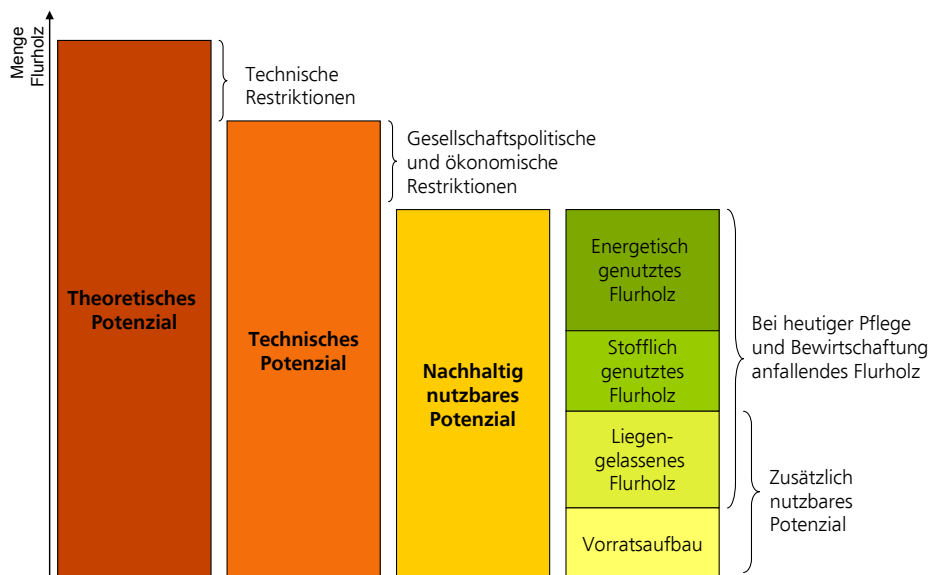 Menge
Flurholz
Technische
Restriktionen
Gesellschaftspolitische
und ökonomische
Restriktionen
Theoretisches
Potenzial
Technisches
Potenzial
Nachhaltig
nutzbares
Potenzial
Energetisch
genutztes
Flurholz
Stofflich
genutztes
Flurholz
Liegen-
gelassenes
Flurholz
Vorratsaufbau
Bei heutiger Pflege
und Bewirtschaftung
anfallendes Flurholz
Zusätzlich
nutzbares
Potenzial